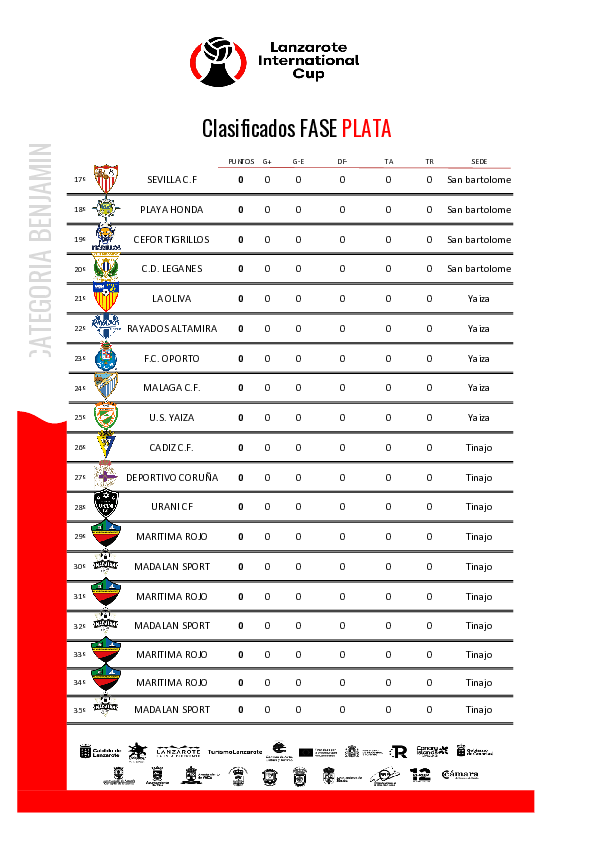 Lanzarote
International
Cup
Clasificados FASE PLATA
CATEGORIA BENJAMIN
PUNTOS G+ G-E DF- TA TR SEDE
17º SEVILLA C.F 0 0 0 0 0 0 San bartolome
18º PLAYA HONDA 0 0 0 0 0 0 San bartolome
19º CEFOR TIGRILLOS 0 0 0 0 0 0 San bartolome
20º C.D. LEGANES 0 0 0 0 0 0 San bartolome
21º LA OLIVA 0 0 0 0 0 0 Yaiza
22º RAYADOS ALTAMIRA 0 0 0 0 0 0 Yaiza
23º F.C. OPORTO 0 0 0 0 0 0 Yaiza
24º MALAGA C.F. 0 0 0 0 0 0 Yaiza
25º U.S. YAIZA 0 0 0 0 0 0 Yaiza
26º CADIZ C.F. 0 0 0 0 0 0 Tinajo
27º DEPORTIVO CORUÑA 0 0 0 0 0 0 Tinajo
28º URANI CF 0 0 0 0 0 0 Tinajo
29º MARITIMA ROJO 0 0 0 0 0 0 Tinajo
30º MADALAN SPORT 0 0 0 0 0 0 Tinajo
31º MARITIMA ROJO 0 0 0 0 0 0 Tinajo
32º MADALAN SPORT 0 0 0 0 0 0 Tinajo
33º MARITIMA ROJO 0 0 0 0 0 0 Tinajo
34º MARITIMA ROJO 0 0 0 0 0 0 Tinajo
35º MADALAN SPORT 0 0 0 0 0 0 Tinajo
Cabildo de
Lanzarote
LANZAROTE
TurismoLanzarote
Cámara